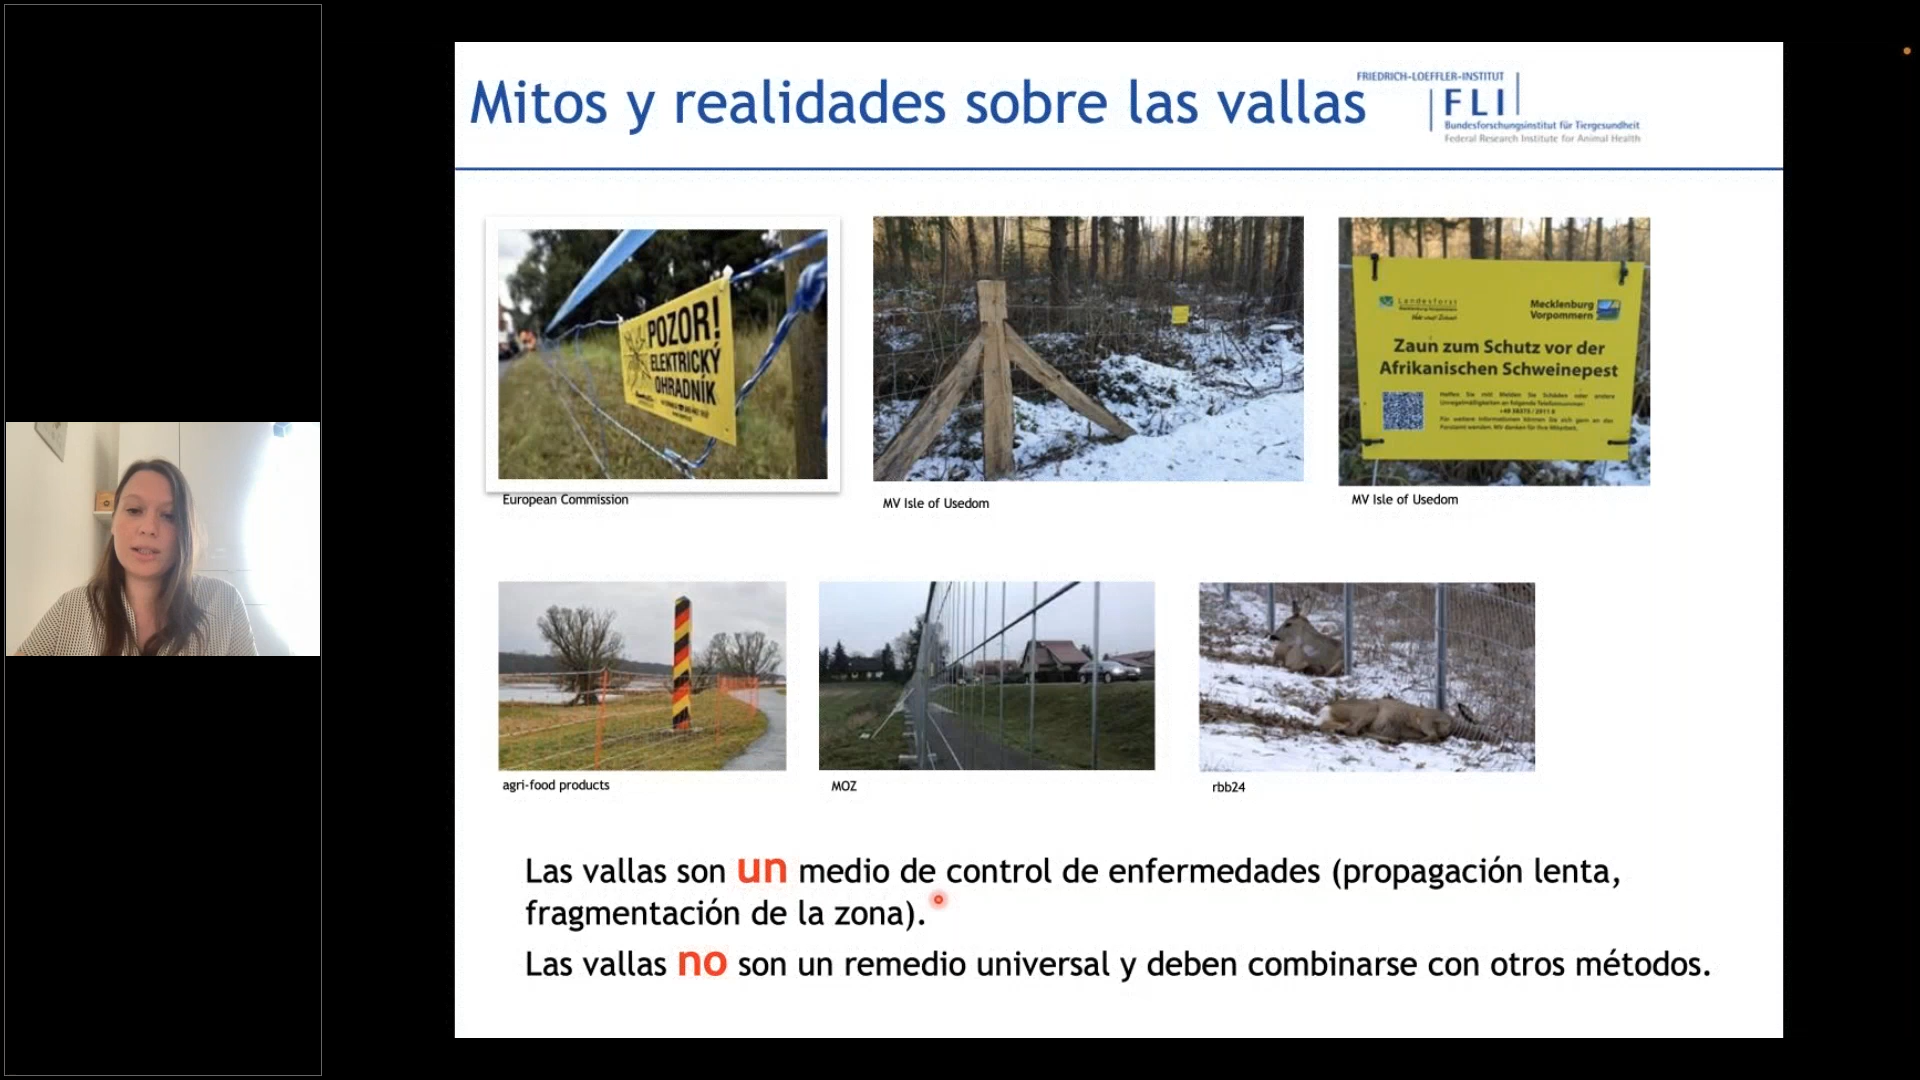 Mitos y realidades sobre las vallas
FRIEDRICH-LOEFFLER-INSTITUT
FLI
Bundesforschungsinstitut für Tiergesundheit
Federal Research Institute for Animal Health
POZOR!
ELEKTRICKÝ
OHRADNÍK
European Commission
MV Isle of Usedom
Landesforst
Mecklenburg
Vorpommern
Zaun zum Schutz vor der
Afrikanischen Schweinepest
MV Isle of Usedom
agri-food products
MOZ
rbb24
Las vallas son un medio de control de enfermedades (propagación lenta,
fragmentación de la zona).
Las vallas no son un remedio universal y deben combinarse con otros métodos.